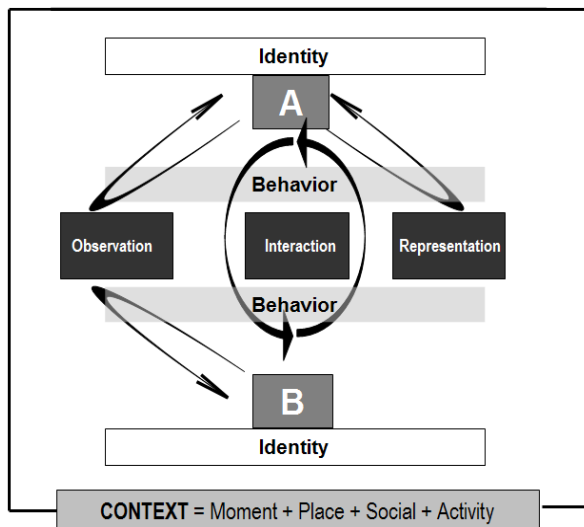 Identity
A
Behavior
Observation
Interaction
Representation
Behavior
B
Identity
CONTEXT = Moment + Place + Social + Activity